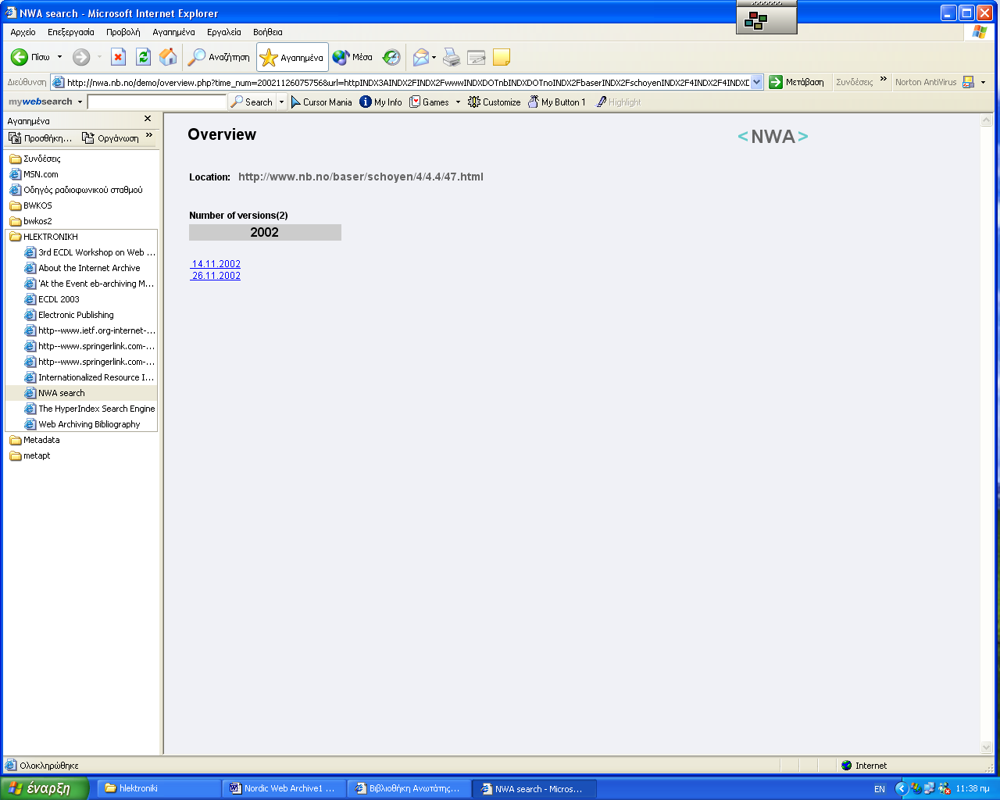 NWA search - Microsoft Internet Explorer
Αρχείο Επεξεργασία Προβολή Αγαπημένα Εργαλεία Βοήθεια
Πίσω Αναζήτηση Αγαπημένα Μέσα
Διεύθυνση http://nwa.nb.no/demo/overview.php?time_num=20021126075756&url=httpINDX3AINDX2FINDX2FwwwINDXDOTnbINDXDOTnoINDX2FbaserINDX2FschoyenINDX2F4INDX2F4INDXD Μετάβαση Συνδέσεις » Norton AntiVirus
mywebsearch Search Cursor Mania My Info Games Customize My Button 1 Highlight
Αγαπημένα
Προσθήκη... Οργάνωση »
Συνδέσεις
MSN.com
Οδηγός ραδιοφωνικού σταθμού
BWKOS
bwkos2
HLEKTRONIKH
3rd ECDL Workshop on Web ...
About the Internet Archive
'At the Event eb-archiving M...
ECDL 2003
Electronic Publishing
http--www.ietf.org-internet-...
http--www.springerlink.com-...
http--www.springerlink.com-...
Internationalized Resource I...
NWA search
The HyperIndex Search Engine
Web Archiving Bibliography
Metadata
metapt
Overview
<NWA>
Location: http://www.nb.no/baser/schoyen/4/4.4/47.html
Number of versions(2)
2002
14.11.2002
26.11.2002
Ολοκληρώθηκε Internet
έναρξη hlektroniki Nordic Web Archive1 ... Βιβλιοθήκη Ανωτάτης... NWA search - Micros... EN 11:38 πμ